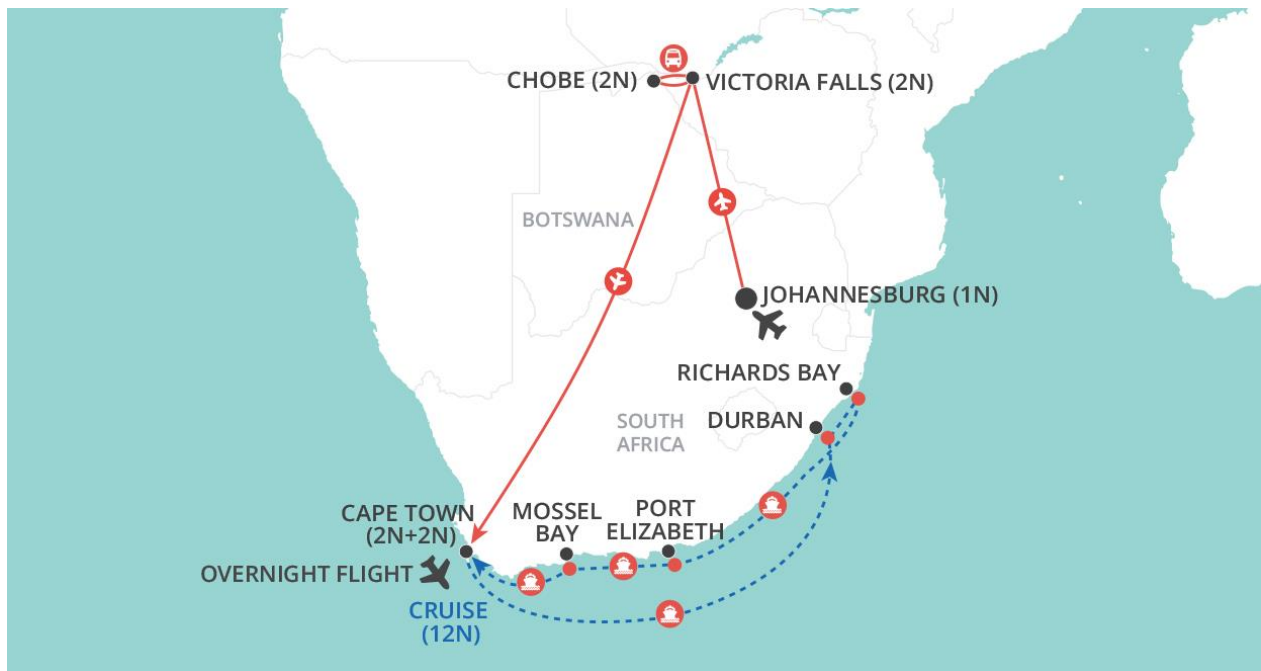 CHOBE (2N)
VICTORIA FALLS (2N)
BOTSWANA
JOHANNESBURG (1N)
RICHARDS BAY
SOUTH
AFRICA
DURBAN
CAPE TOWN
(2N+2N)
MOSSEL
BAY
PORT
ELIZABETH
OVERNIGHT FLIGHT
CRUISE
(12N)